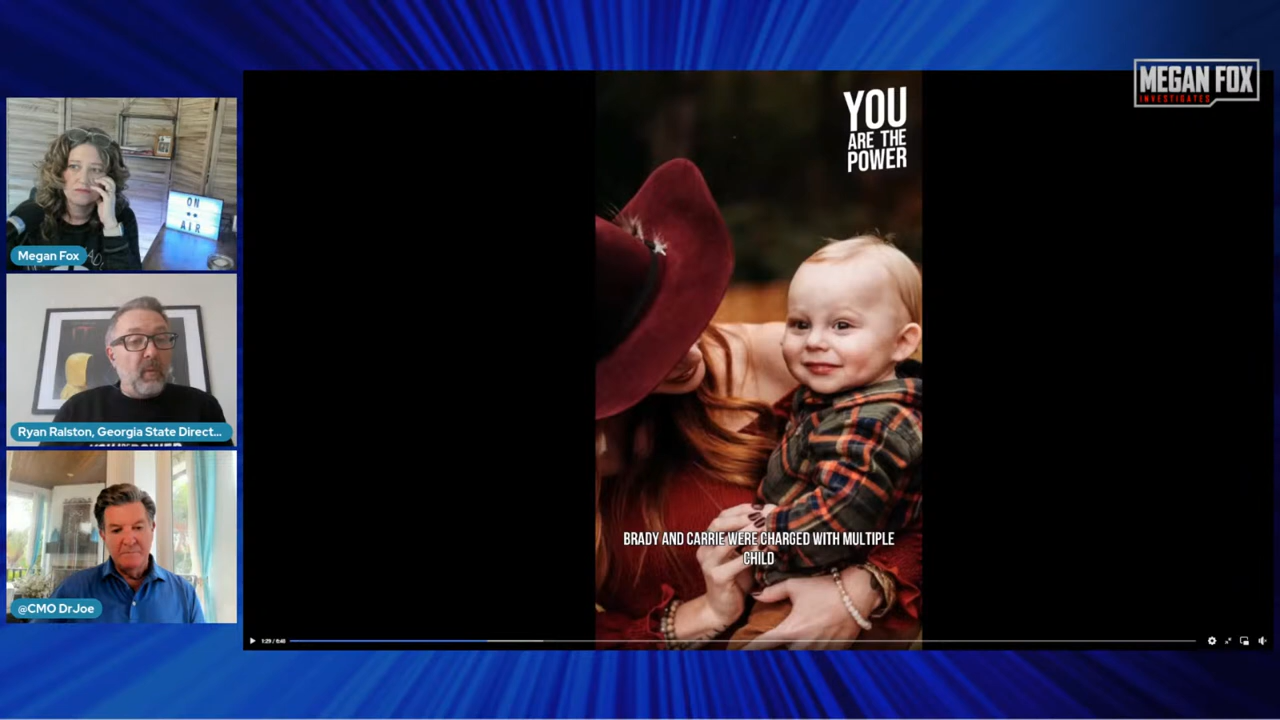 MEGAN FOX
INVESTIGATES
ON
AIR
Megan Fox
Ryan Ralston, Georgia State Direct...
@CMO DrJoe
YOU
ARE THE
POWER
BRADY AND CARRIE WERE CHARGED WITH MULTIPLE
CHILD